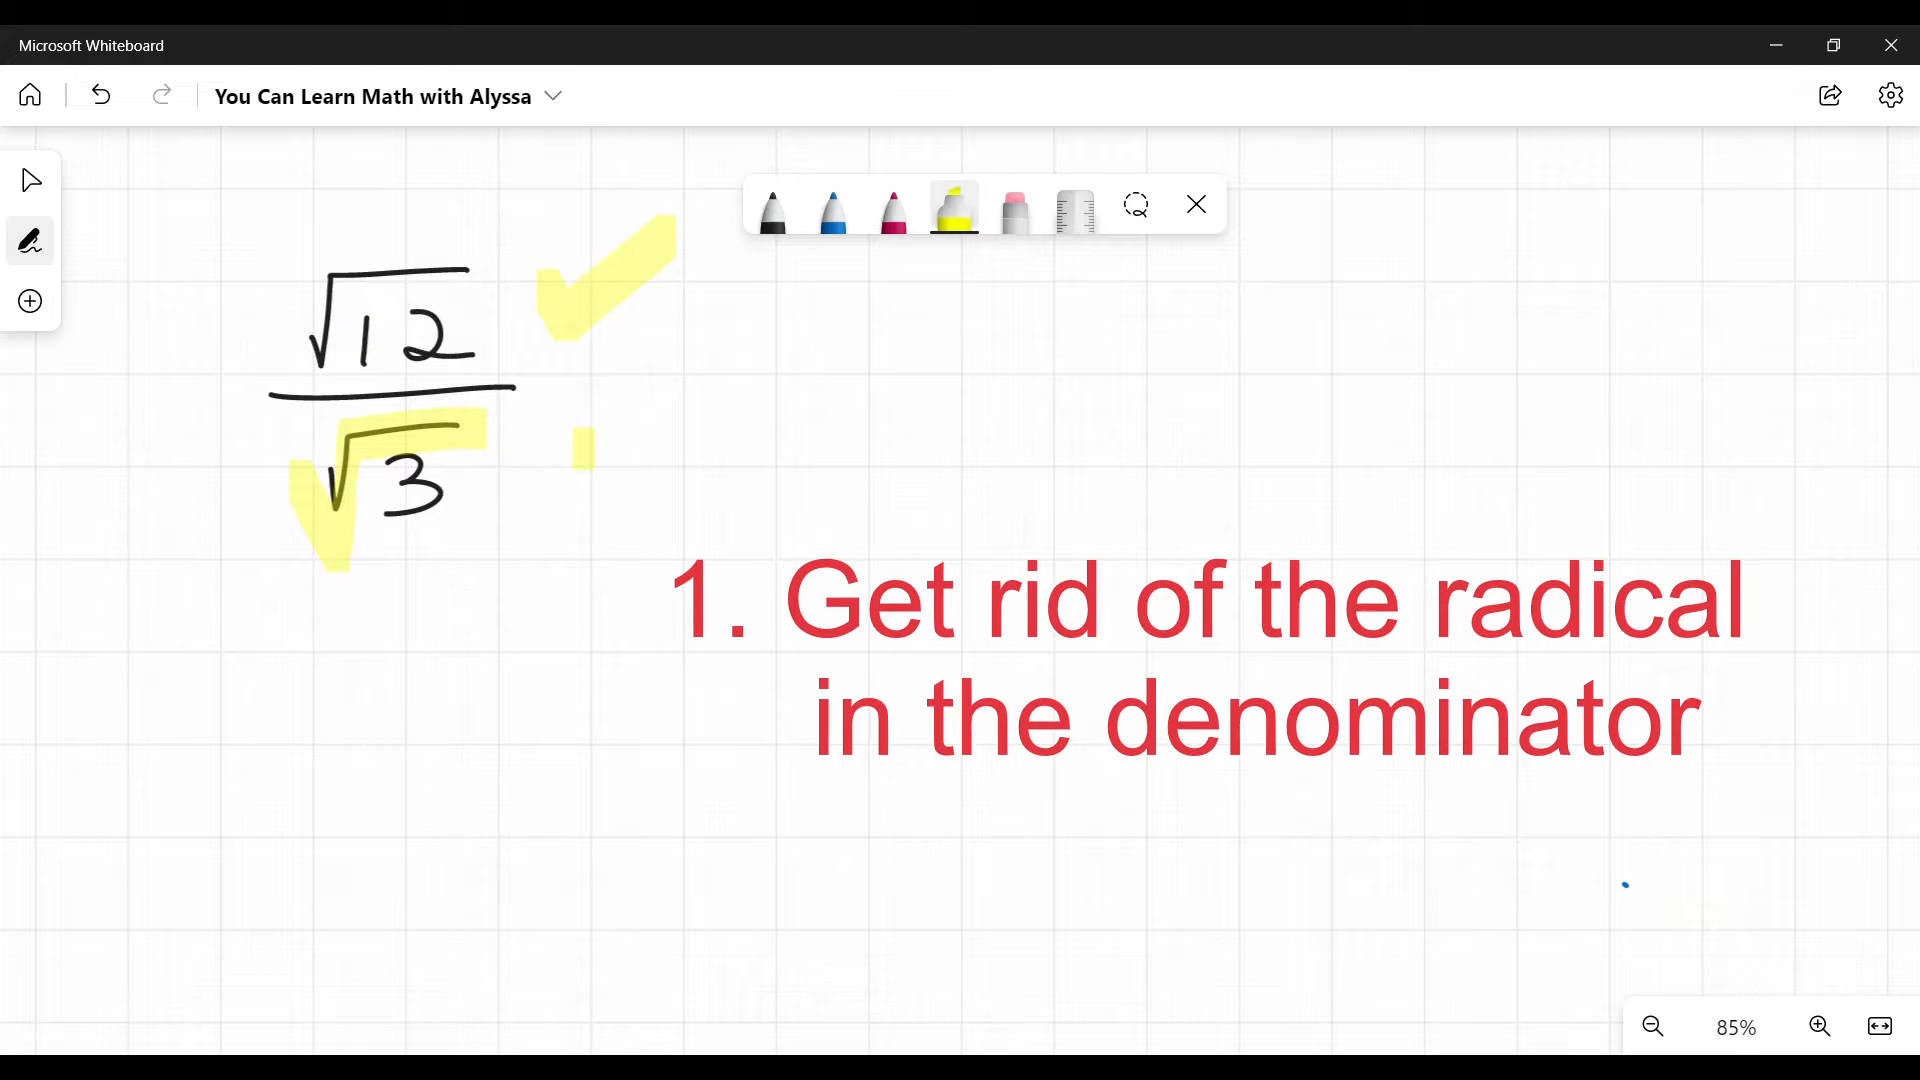 Microsoft Whiteboard
You Can Learn Math with Alyssa
√12
√3
1. Get rid of the radical
in the denominator
85%